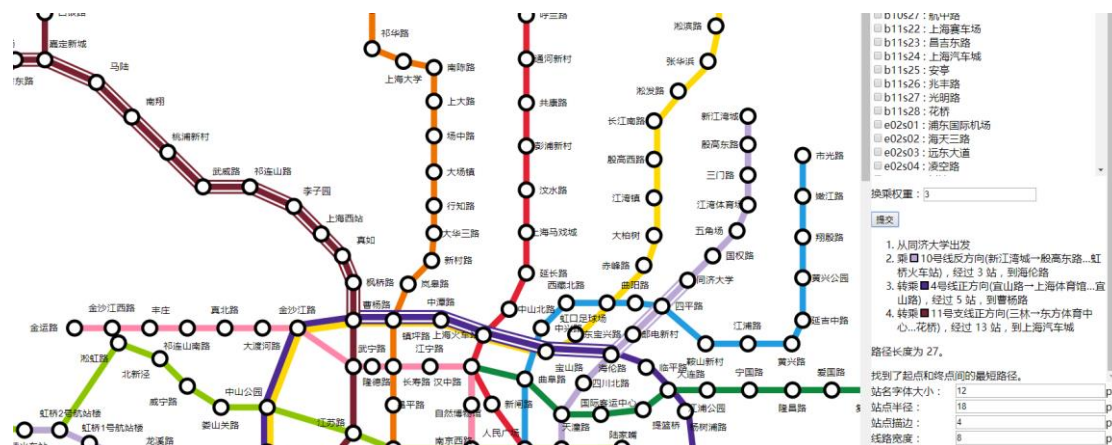 嘉定新城
马陆
南翔
桃浦新村
武威路
祁连山路
李子园
上海西站
真如
枫桥路
曹杨路
祁华路
上海大学
南陈路
上大路
场中路
大场镇
行知路
大华三路
新村路
岚皋路
镇坪路
呼兰路
通河新村
共康路
彭浦新村
汶水路
上海马戏城
延长路
中山北路
淞滨路
张华浜
淞发路
长江南路
殷高西路
江湾镇
大柏树
赤峰路
新江湾城
殷高东路
三门路
江湾体育场
五角场
国权路
同济大学
四平路
市光路
嫩江路
翔殷路
黄兴公园
延吉中路
黄兴路
江浦路
鞍山新村
西藏北路
虹口足球场
曲阳路
中兴路
东宝兴路
邮电新村
海伦路
临平路
大连路
宁国路
爱国路
宝山路
四川北路
曲阜路
国际客运中心
提篮桥
江浦公园
隆昌路
杨树浦路
天潼路
陆家嘴
金运路
金沙江西路
丰庄
真北路
金沙江路
祁连山南路
大渡河路
淞虹路
北新泾
威宁路
中山公园
娄山关路
江苏路
虹桥2号航站楼
虹桥1号航站楼
龙溪路
中潭路
上海火车站
武宁路
隆德路
江宁路
长寿路
汉中路
昌平路
自然博物馆
新闸路
南京西路
人民广场
b10s27 : 航中路
b11s22 : 上海赛车场
b11s23 : 昌吉东路
b11s24 : 上海汽车城
b11s25 : 安亭
b11s26 : 兆丰路
b11s27 : 光明路
b11s28 : 花桥
e02s01 : 浦东国际机场
e02s02 : 海天三路
e02s03 : 远东大道
e02s04 : 凌空路
换乘权重：3
提交
1. 从同济大学出发
2. 乘10号线反方向(新江湾城→殷高东路...虹
桥火车站)，经过 3 站，到海伦路
3. 转乘4号线正方向(宜山路→上海体育馆...宜
山路)，经过 5 站，到曹杨路
4. 转乘11号支线正方向(三林→东方体育中
心...花桥)，经过 13 站，到上海汽车城
路径长度为 27。
找到了起点和终点间的最短路径。
站名字体大小： 12 p
站点半径： 18 p
站点描边： 4 p
线路宽度： 8 p